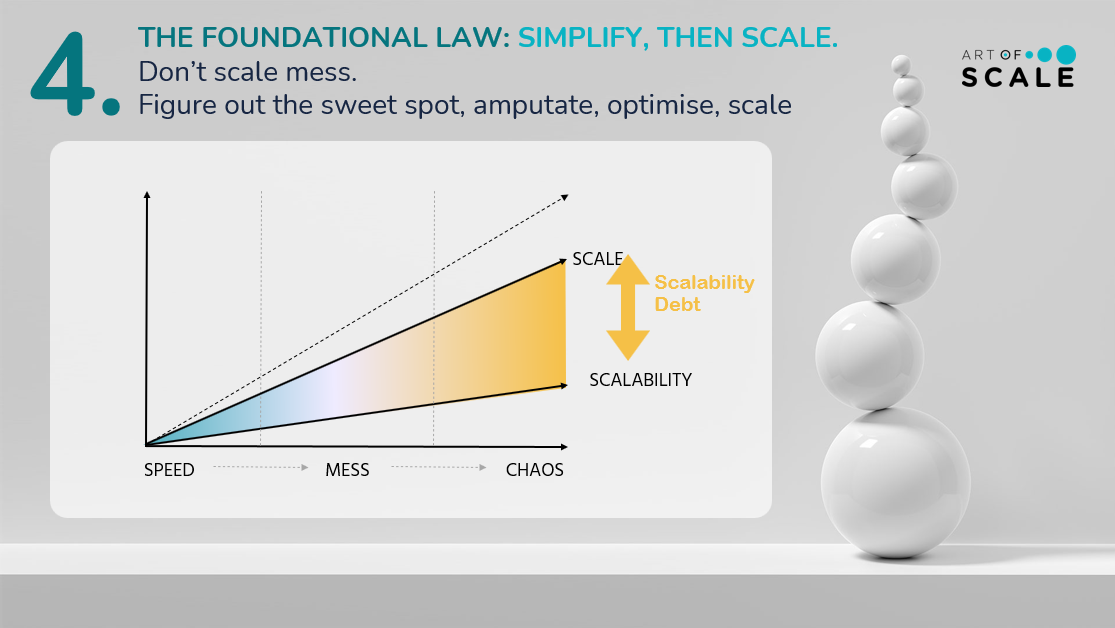 4.
THE FOUNDATIONAL LAW: SIMPLIFY, THEN SCALE.
Don't scale mess.
Figure out the sweet spot, amputate, optimise, scale
ART OF
SCALE
SCALE
Scalability
Debt
SCALABILITY
SPEED
MESS
CHAOS